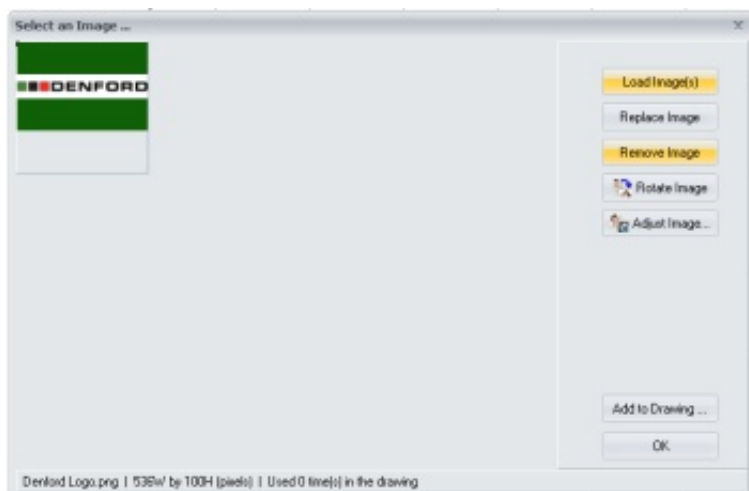 Select an Image ...
DENFORD
Load Image(s)
Replace Image
Remove Image
Rotate Image
Adjust Image...
Add to Drawing ...
OK
Denford Logo.png | 536W by 100H (pixels) | Used 0 time(s) in the drawing